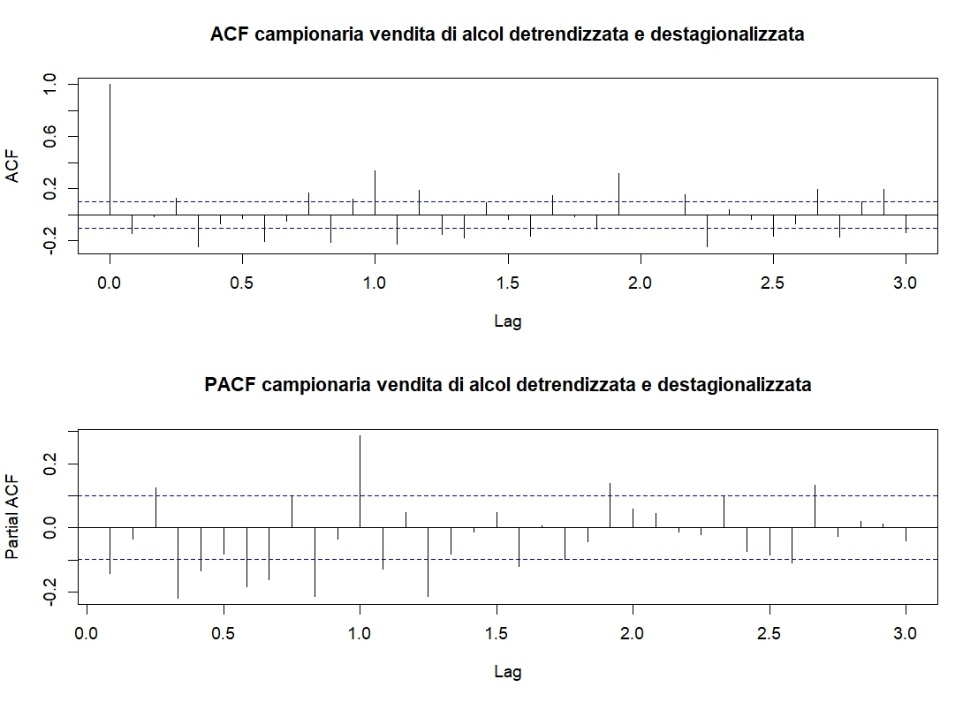 ACF campionaria vendita di alcol detrendizzata e destagionalizzata
ACF
1.0
0.6
0.2
-0.2
0.0 0.5 1.0 1.5 2.0 2.5 3.0
Lag
PACF campionaria vendita di alcol detrendizzata e destagionalizzata
Partial ACF
0.2
0.0
-0.2
0.0 0.5 1.0 1.5 2.0 2.5 3.0
Lag